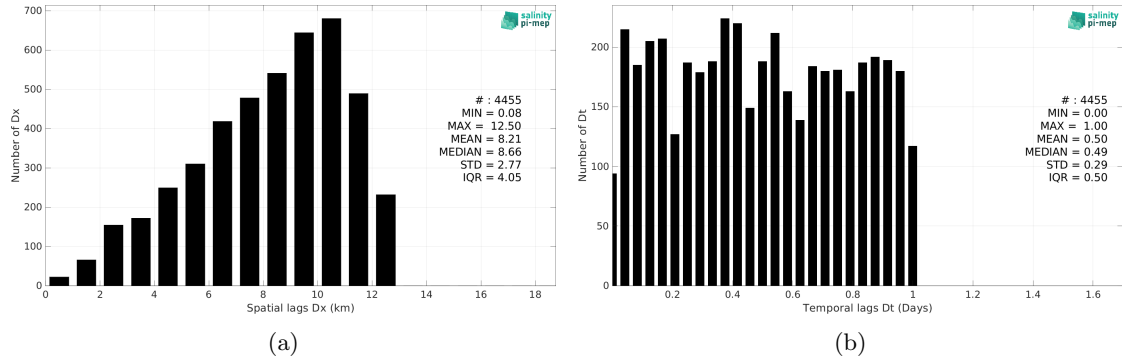 salinity
pi-mep
700
600
500
400
300
200
100
0
Number of Dx
# : 4455
MIN = 0.08
MAX = 12.50
MEAN = 8.21
MEDIAN = 8.66
STD = 2.77
IQR = 4.05
0 2 4 6 8 10 12 14 16 18
Spatial lags Dx (km)
(a)
salinity
pi-mep
200
150
100
50
0
Number of Dt
# : 4455
MIN = 0.00
MAX = 1.00
MEAN = 0.50
MEDIAN = 0.49
STD = 0.29
IQR = 0.50
0.2 0.4 0.6 0.8 1 1.2 1.4 1.6
Temporal lags Dt (Days)
(b)